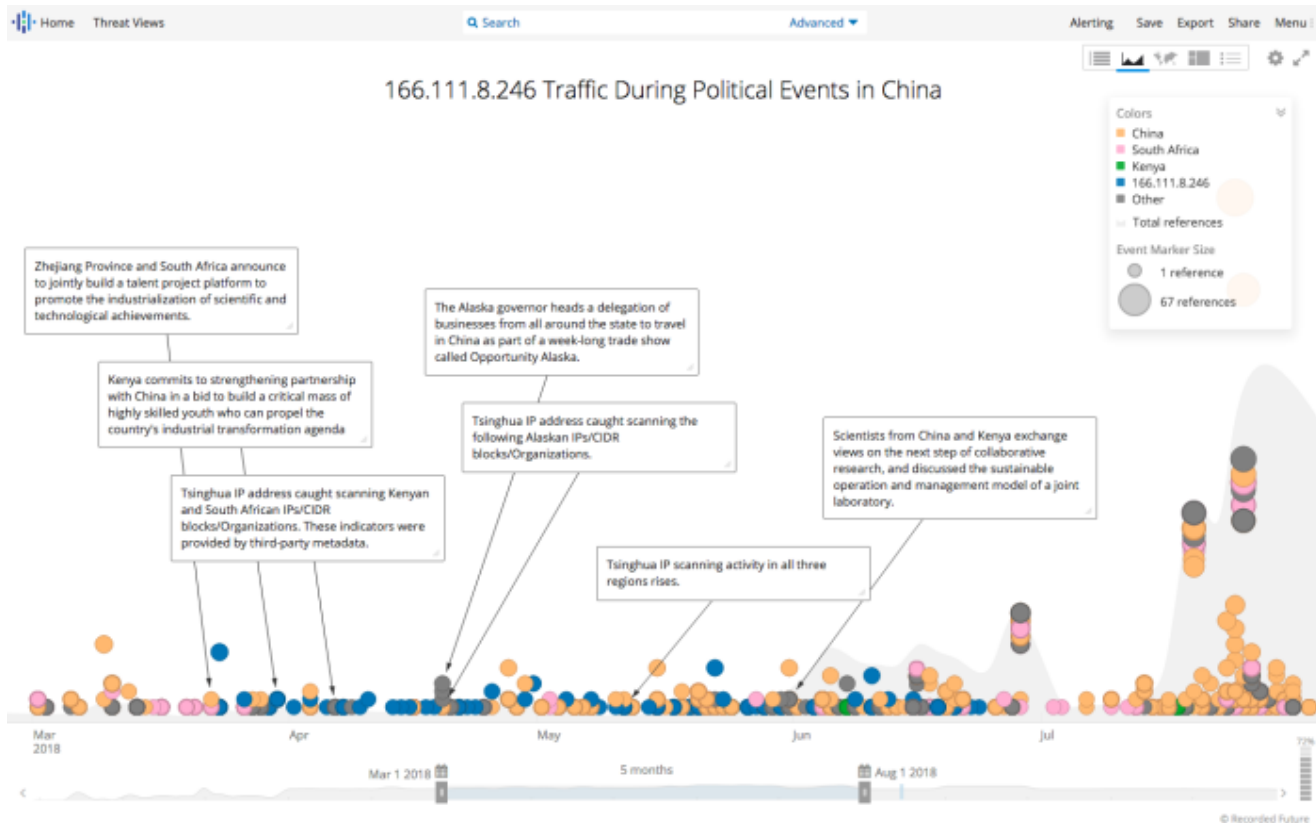 Home Threat Views Search Advanced Alerting Save Export Share Menu
166.111.8.246 Traffic During Political Events in China
Colors
China
South Africa
Kenya
166.111.8.246
Other
Total references
Event Marker Size
1 reference
67 references
Zhejiang Province and South Africa announce
to jointly build a talent project platform to
promote the industrialization of scientific and
technological achievements.
The Alaska governor heads a delegation of
businesses from all around the state to travel
in China as part of a week-long trade show
called Opportunity Alaska.
Kenya commits to strengthening partnership
with China in a bid to build a critical mass of
highly skilled youth who can propel the
country's industrial transformation agenda
Tsinghua IP address caught scanning the
following Alaskan IPs/CIDR
blocks/Organizations.
Scientists from China and Kenya exchange
views on the next step of collaborative
research, and discussed the sustainable
operation and management model of a joint
laboratory.
Tsinghua IP address caught scanning Kenyan
and South African IPs/CIDR
blocks/Organizations. These indicators were
provided by third-party metadata.
Tsinghua IP scanning activity in all three
regions rises.
Mar Apr May Jun Jul
2018
72%
Mar 1 2018 5 months Aug 1 2018
© Recorded Future